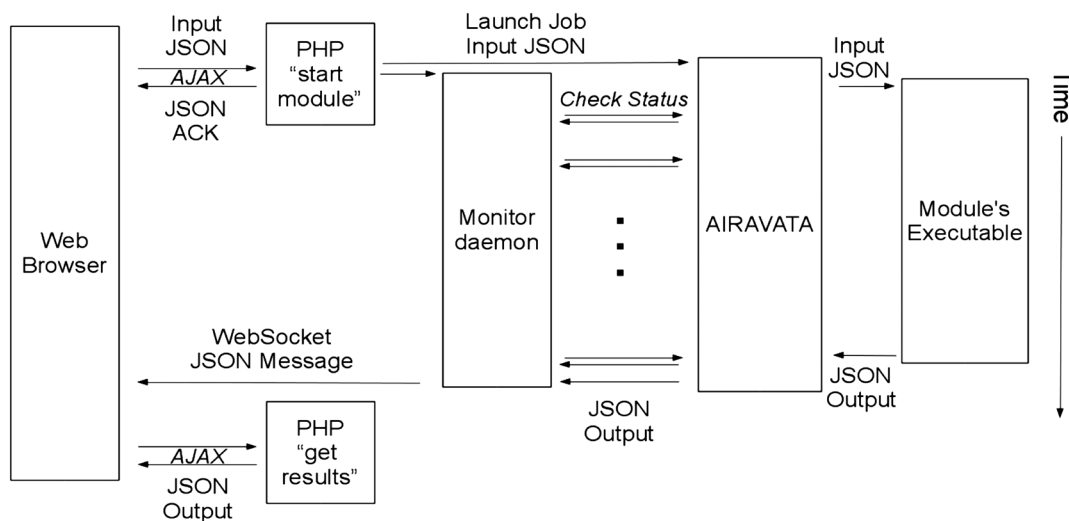 Input
JSON
AJAX
JSON
ACK
PHP
“start
module”
Launch Job
Input JSON
Check Status
Input
JSON
Time
Web
Browser
Monitor
daemon
AIRAVATA
Module's
Executable
WebSocket
JSON Message
JSON
Output
JSON
Output
PHP
“get
results”
AJAX
JSON
Output